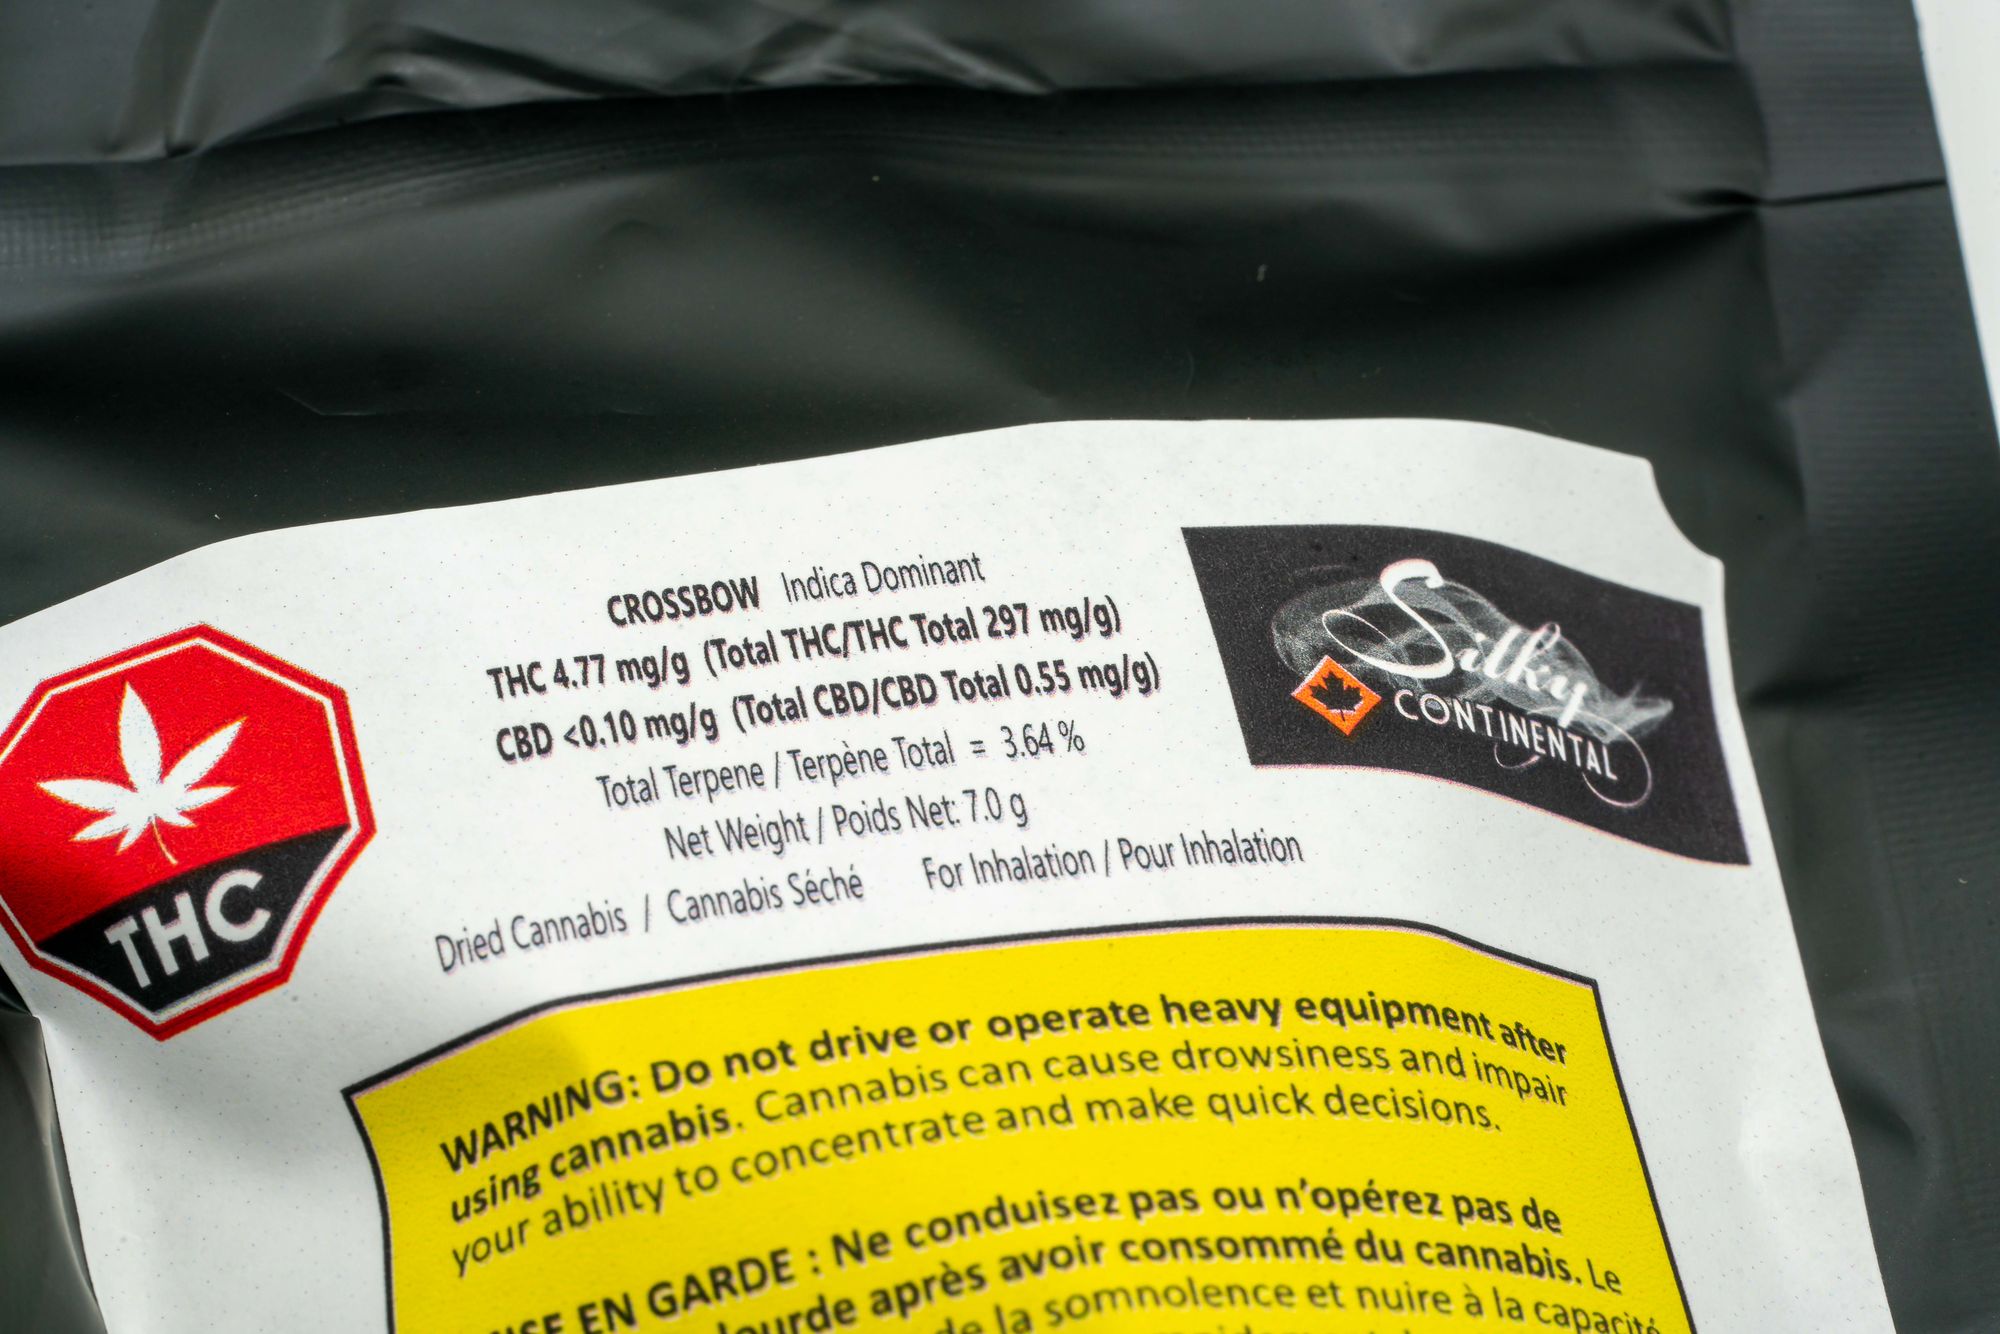 CROSSBOW Indica Dominant
THC 4.77 mg/g (Total THC/THC Total 297 mg/g)
CBD <0.10 mg/g (Total CBD/CBD Total 0.55 mg/g)
Total Terpene / Terpène Total = 3.64 %
Net Weight / Poids Net: 7.0 g
Dried Cannabis / Cannabis Séché For Inhalation / Pour Inhalation
THC
Silky
CONTINENTAL
WARNING: Do not drive or operate heavy equipment after
using cannabis. Cannabis can cause drowsiness and impair
your ability to concentrate and make quick decisions.
EN GARDE : Ne conduisez pas ou n'opérez pas de
après avoir consommé du cannabis. Le
de la somnolence et nuire à la capacité